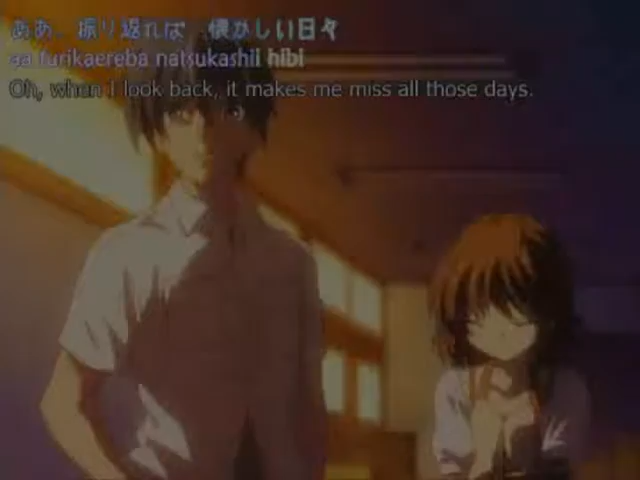 ああ、振り返れば 懐かしい日々
aa furikaereba natsukashii hibi
Oh, when I look back, it makes me miss all those days.